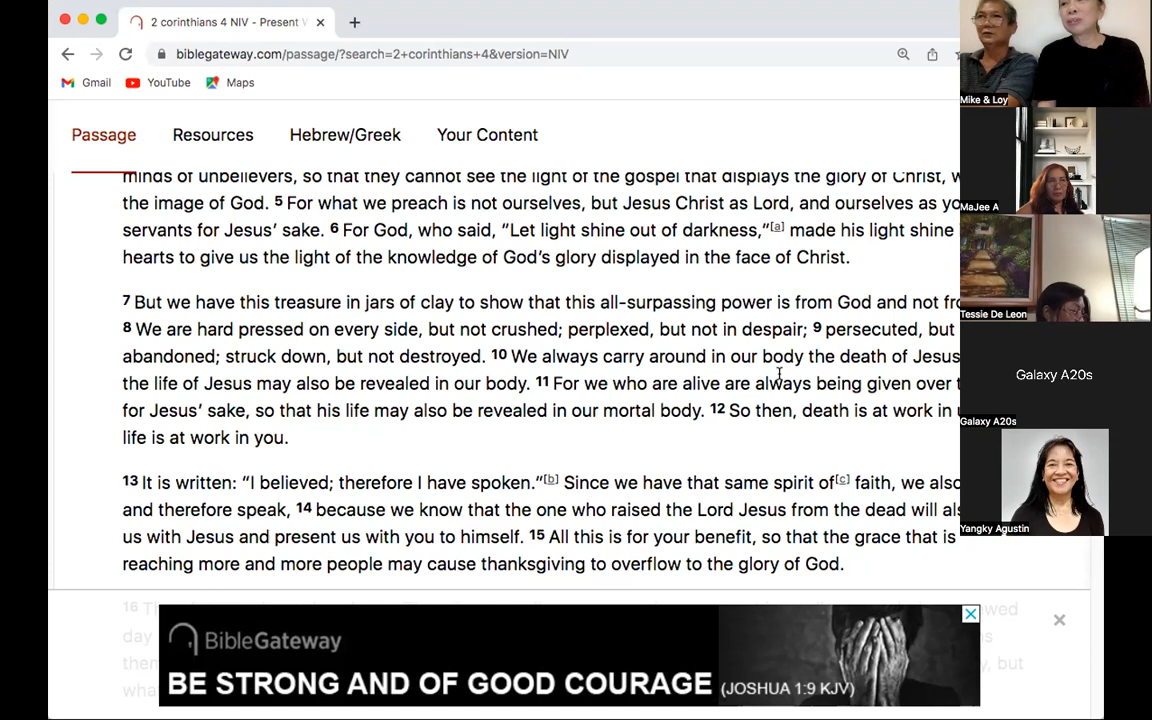 2 corinthians 4 NIV - Present
biblegateway.com/passage/?search=2+corinthians+4&version=NIV
Gmail YouTube Maps
Passage Resources Hebrew/Greek Your Content
minds of unbelievers, so that they cannot see the light of the gospel that displays the glory of Christ,
the image of God. 5 For what we preach is not ourselves, but Jesus Christ as Lord, and ourselves as
servants for Jesus’ sake. 6 For God, who said, “Let light shine out of darkness,”[a] made his light shine
hearts to give us the light of the knowledge of God’s glory displayed in the face of Christ.
7 But we have this treasure in jars of clay to show that this all-surpassing power is from God and not
8 We are hard pressed on every side, but not crushed; perplexed, but not in despair; 9 persecuted, but
abandoned; struck down, but not destroyed. 10 We always carry around in our body the death of Jesus
the life of Jesus may also be revealed in our body. 11 For we who are alive are always being given over
for Jesus’ sake, so that his life may also be revealed in our mortal body. 12 So then, death is at work in
life is at work in you.
13 It is written: “I believed; therefore I have spoken.”[b] Since we have that same spirit of[c] faith, we
and therefore speak, 14 because we know that the one who raised the Lord Jesus from the dead will
us with Jesus and present us with you to himself. 15 All this is for your benefit, so that the grace that is
reaching more and more people may cause thanksgiving to overflow to the glory of God.
16
day
but
BibleGateway
BE STRONG AND OF GOOD COURAGE (JOSHUA 1:9 KJV)
Mike & Loy
MaJee A
Tessie De Leon
Galaxy A20s
Galaxy A20s
Yangky Agustin